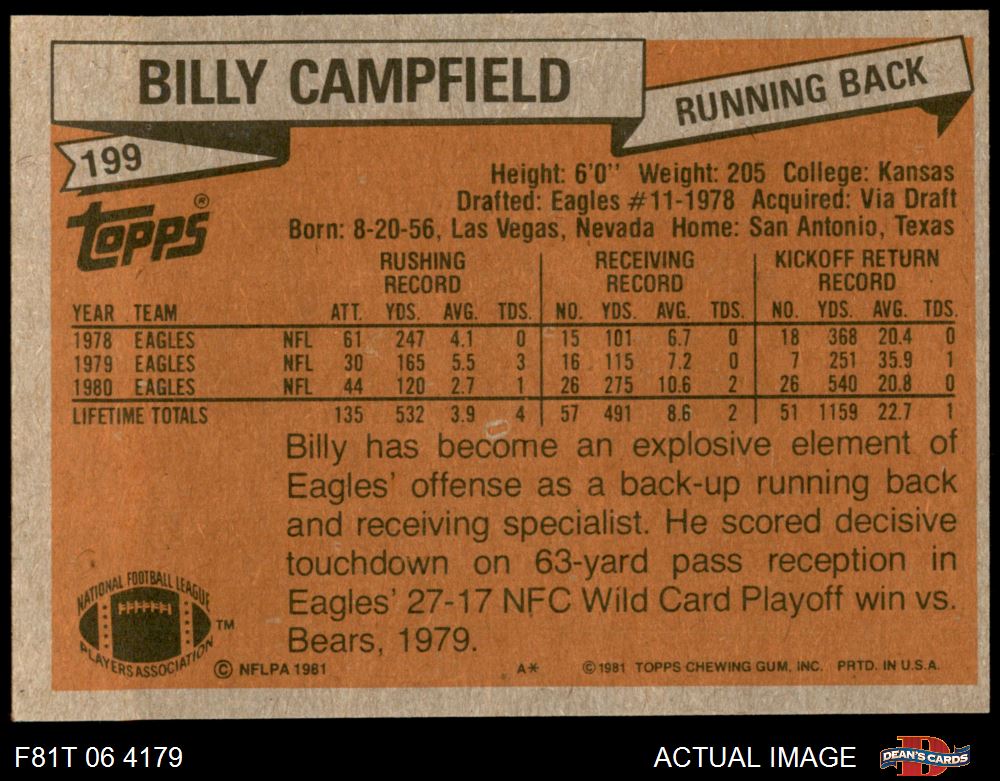 BILLY CAMPFIELD
RUNNING BACK
199
TOPPS®
Height: 6'0" Weight: 205 College: Kansas
Drafted: Eagles #11-1978 Acquired: Via Draft
Born: 8-20-56, Las Vegas, Nevada Home: San Antonio, Texas
RUSHING RECORD RECEIVING RECORD KICKOFF RETURN RECORD
YEAR TEAM ATT. YDS. AVG. TDS. NO. YDS. AVG. TDS. NO. YDS. AVG. TDS.
1978 EAGLES NFL 61 247 4.1 0 15 101 6.7 0 18 368 20.4 0
1979 EAGLES NFL 30 165 5.5 3 16 115 7.2 0 7 251 35.9 1
1980 EAGLES NFL 44 120 2.7 1 26 275 10.6 2 26 540 20.8 0
LIFETIME TOTALS 135 532 3.9 4 57 491 8.6 2 51 1159 22.7 1
Billy has become an explosive element of
Eagles' offense as a back-up running back
and receiving specialist. He scored decisive
touchdown on 63-yard pass reception in
Eagles' 27-17 NFC Wild Card Playoff win vs.
Bears, 1979.
NATIONAL FOOTBALL LEAGUE
PLAYERS ASSOCIATION
TM
© NFLPA 1981 A* © 1981 TOPPS CHEWING GUM, INC. PRTD. IN U.S.A.
F81T 06 4179 ACTUAL IMAGE DEAN'S CARDS